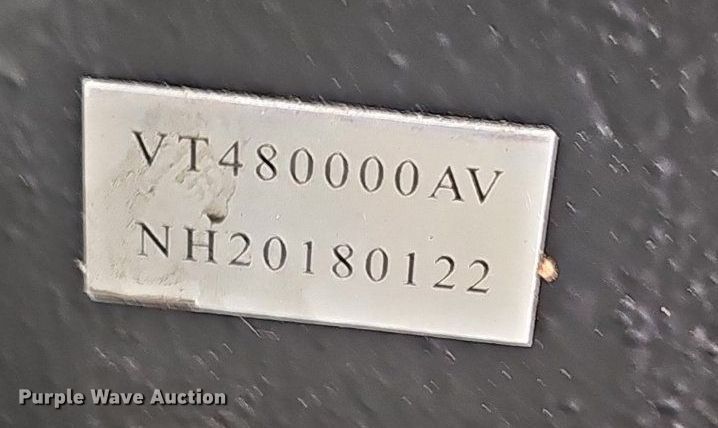 VT480000AV
NH20180122
Purple Wave Auction